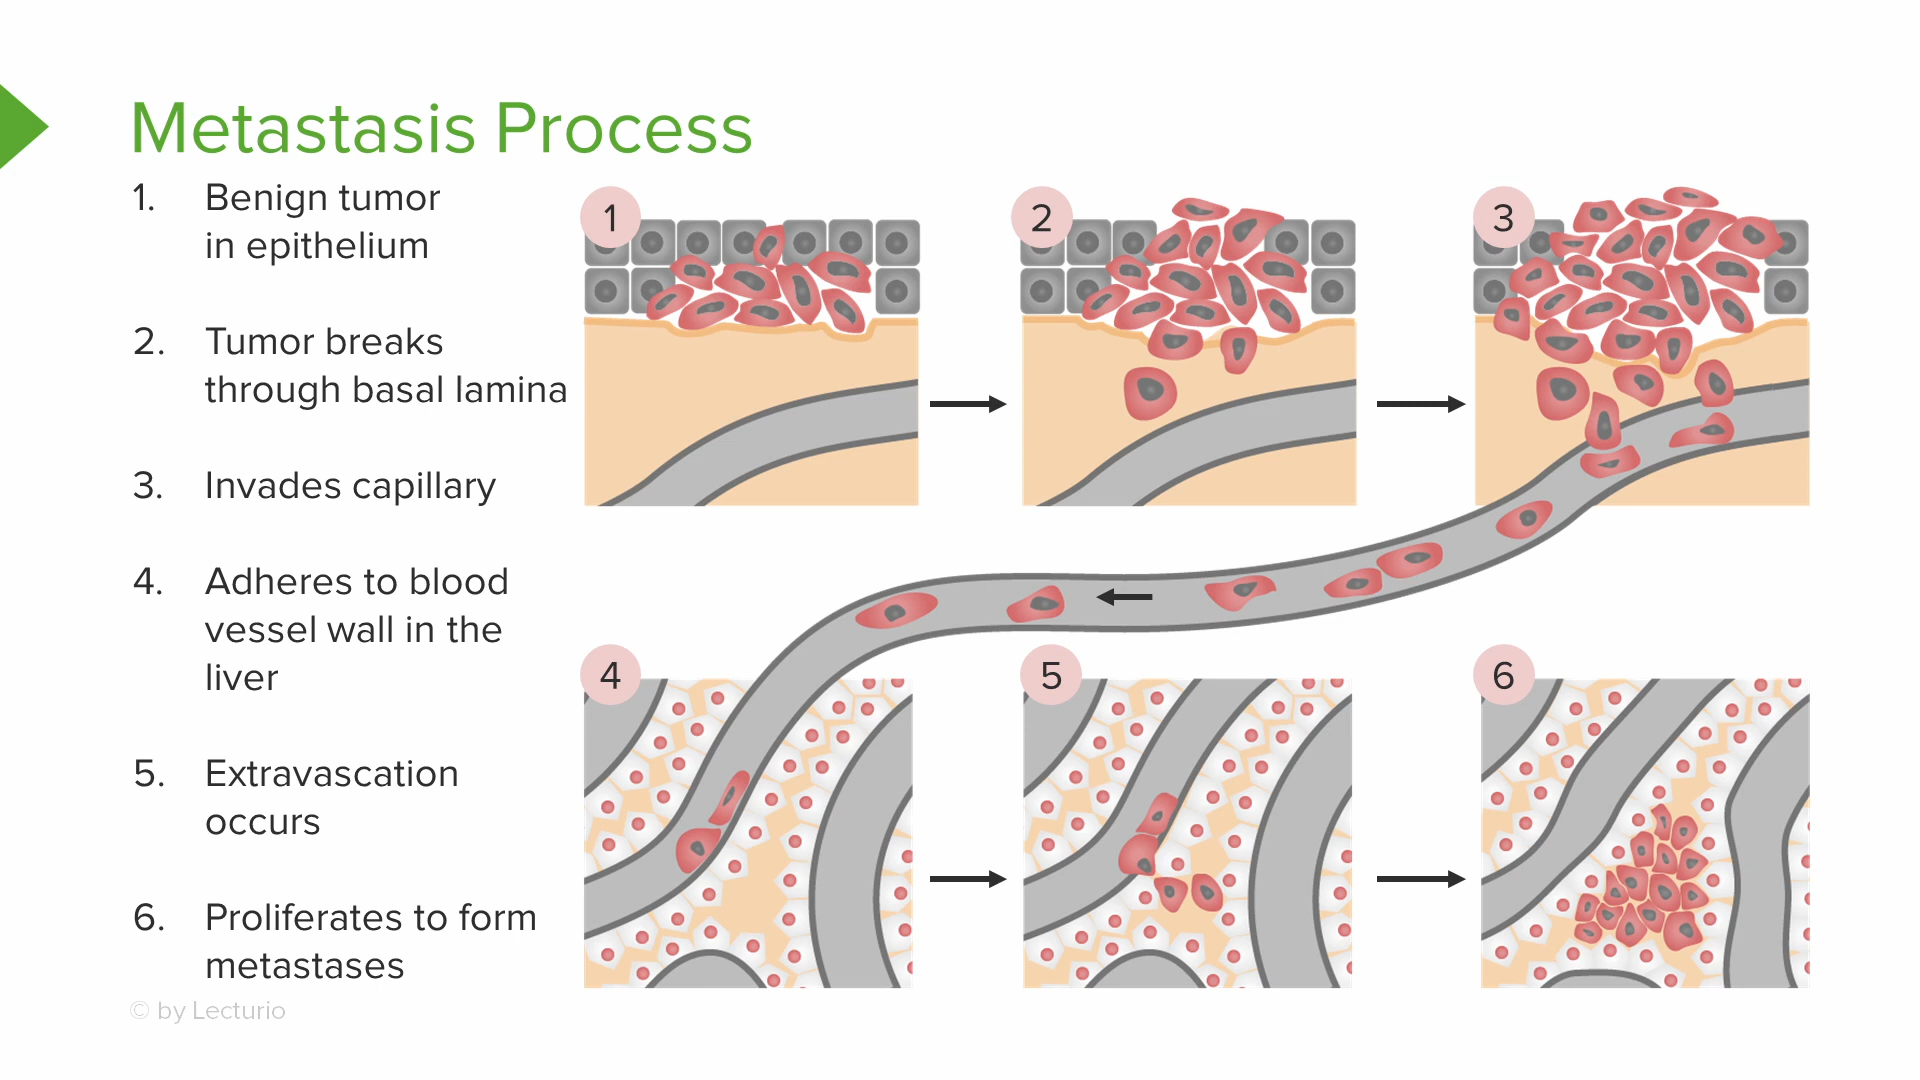 Metastasis Process
1. Benign tumor
in epithelium
2. Tumor breaks
through basal lamina
3. Invades capillary
4. Adheres to blood
vessel wall in the
liver
5. Extravascation
occurs
6. Proliferates to form
metastases
© by Lecturio
1
2
3
4
5
6